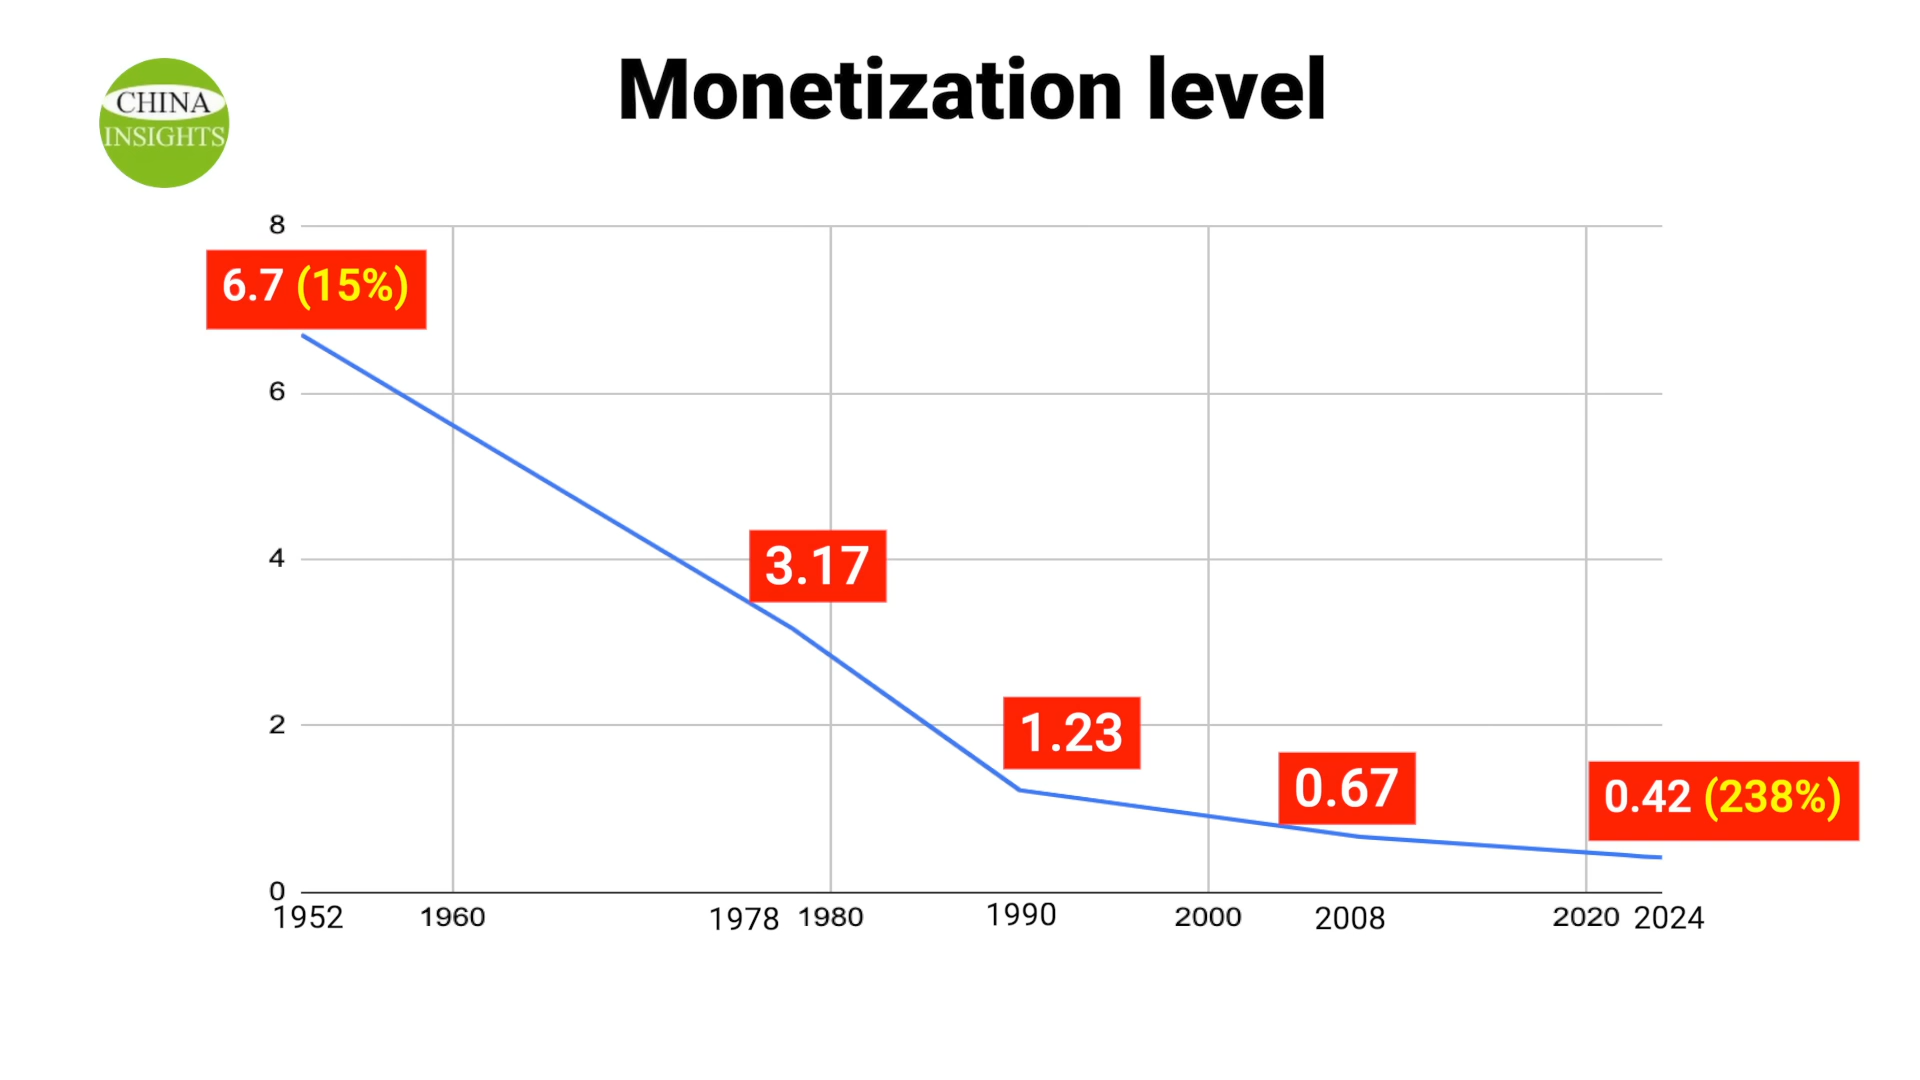 Monetization level
CHINA
INSIGHTS
8
6.7 (15%)
6
4
3.17
2
1.23
0.67
0.42 (238%)
0
1952 1960 1978 1980 1990 2000 2008 2020 2024